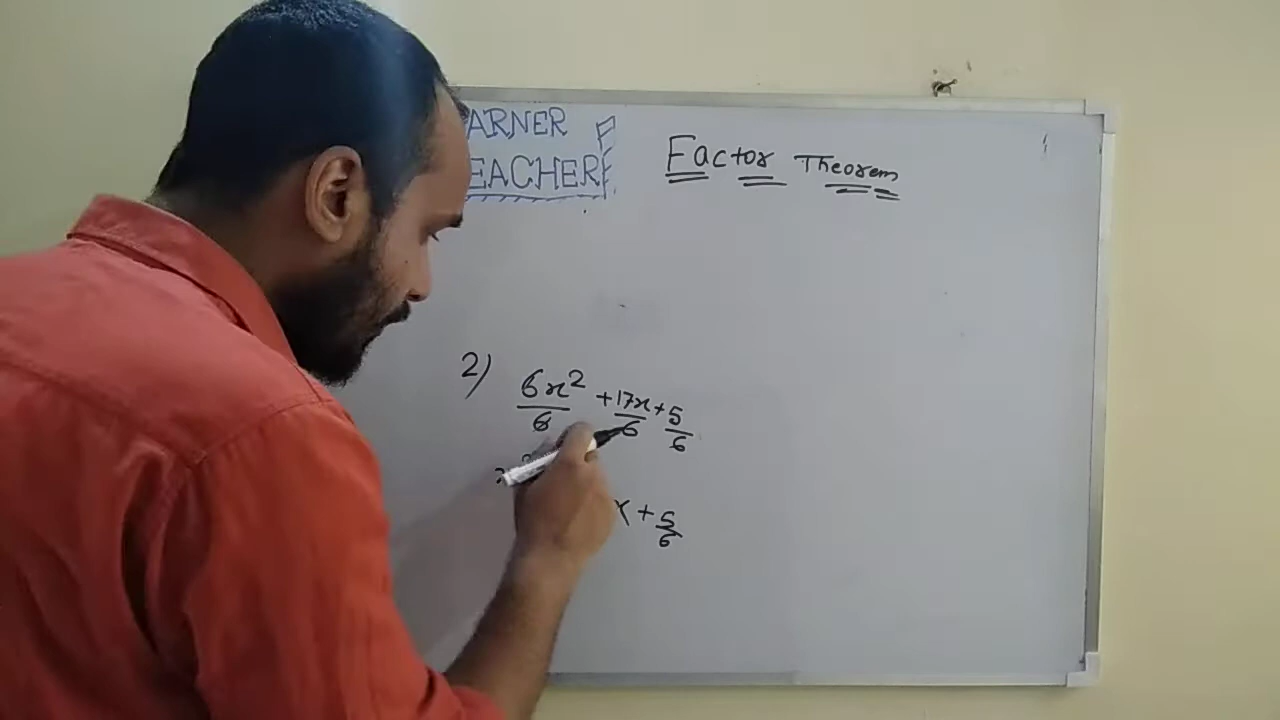 ARNER
EACHER
Factor Theorem
2) 6x²/6 + 17x/6 + 5/6
x + 5/6